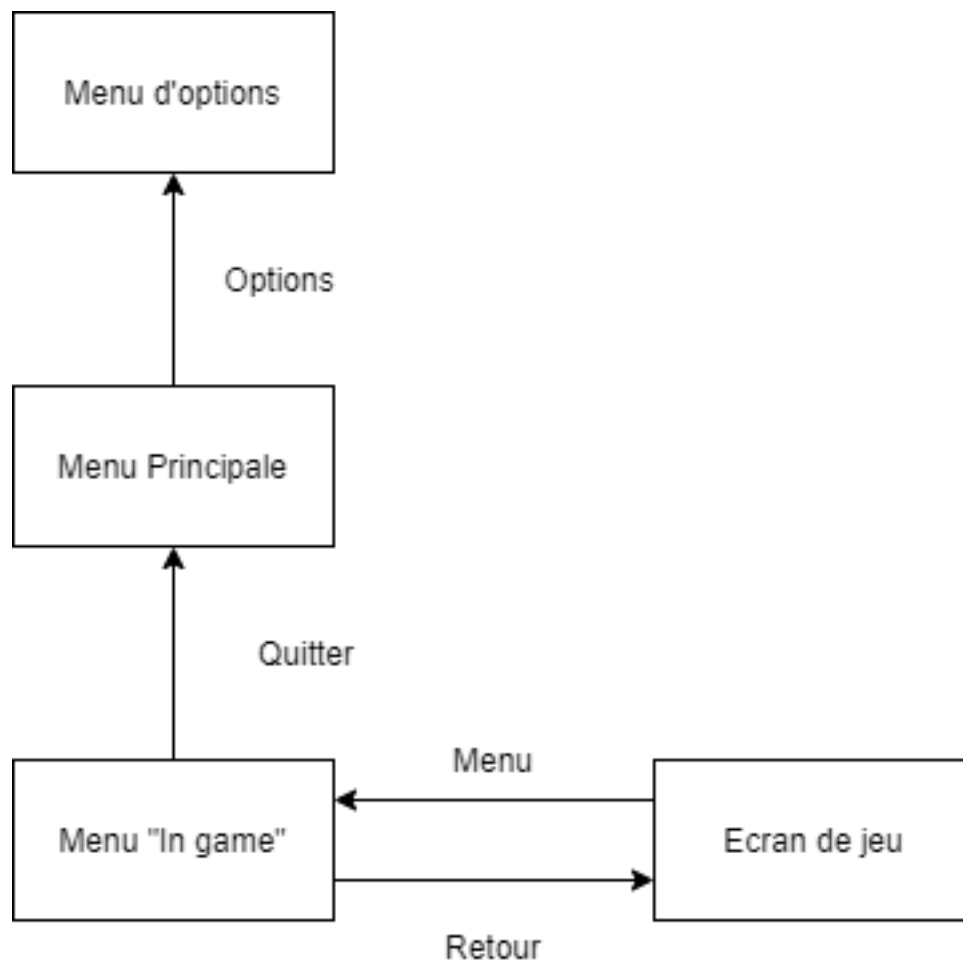 Menu d'options
Options
Menu Principale
Quitter
Menu
Menu "In game"
Ecran de jeu
Retour